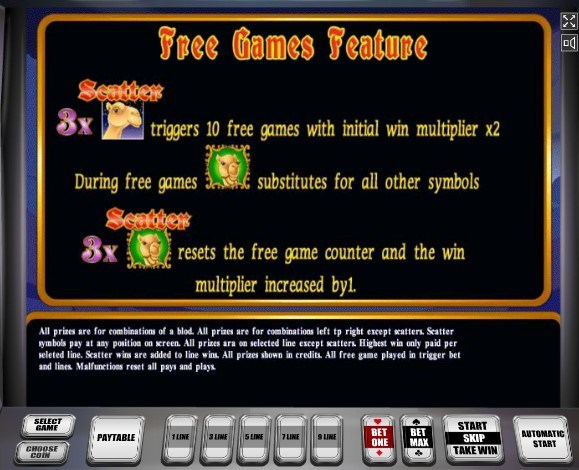 Free Games Feature
Scatter
3x triggers 10 free games with initial win multiplier x2
During free games substitutes for all other symbols
Scatter
3x resets the free game counter and the win
multiplier increased by1.
All prizes are for combinations of a blod. All prizes are for combinations left tp right except scatters. Scatter
symbols pay at any position on screen. All prizes ara on selected line except scatters. Highest win only paid per
seleted line. Scatter wins are added to line wins. All prizes shown in credits. All free game played in trigger bet
and lines. Malfunctions reset all pays and plays.
SELECT
GAME
CHOOSE
COIN
PAYTABLE
1 LINE
3 LINE
5 LINE
7 LINE
9 LINE
BET
ONE
BET
MAX
START
SKIP
TAKE WIN
AUTOMATIC
START